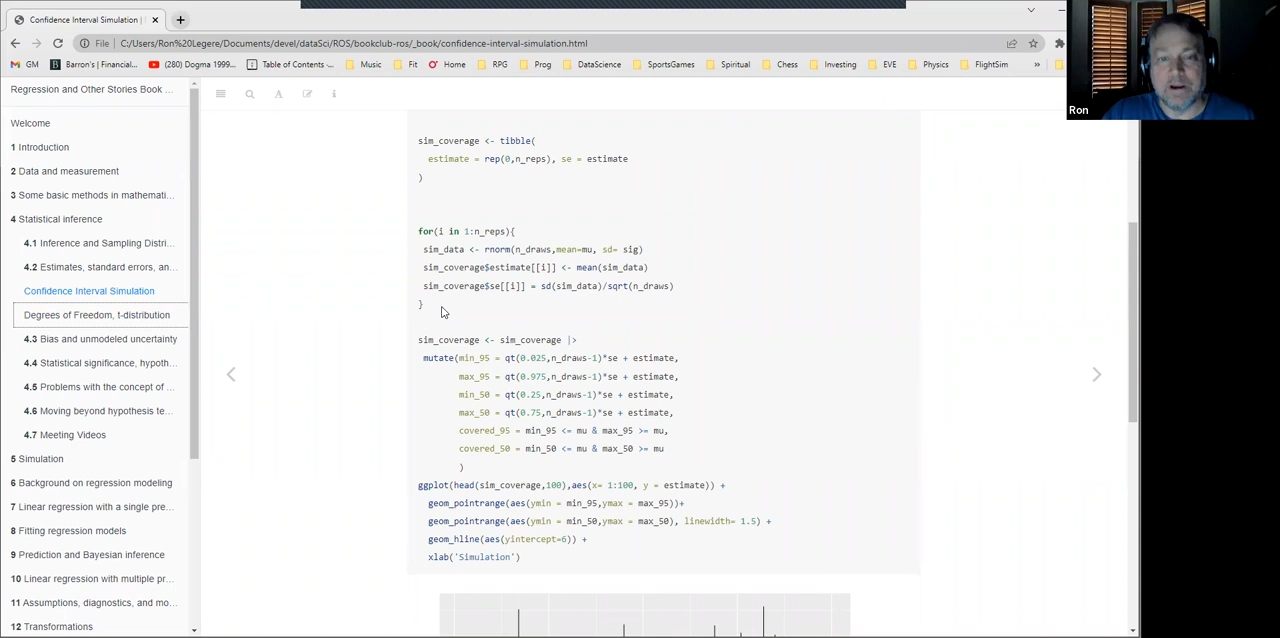 Confidence Interval Simulation |
File | C:/Users/Ron%20Legere/Documents/devel/dataSci/ROS/bookclub-ros/_book/confidence-interval-simulation.html
GM Barron's | Financial... (280) Dogma 1999... Table of Contents -... Music Fit Home RPG Prog DataScience SportsGames Spiritual Chess Investing EVE Physics FlightSim »
Ron
Regression and Other Stories Book ...
Welcome
1 Introduction
2 Data and measurement
3 Some basic methods in mathemati...
4 Statistical inference
4.1 Inference and Sampling Distri...
4.2 Estimates, standard errors, an...
Confidence Interval Simulation
Degrees of Freedom, t-distribution
4.3 Bias and unmodeled uncertainty
4.4 Statistical significance, hypoth...
4.5 Problems with the concept of ...
4.6 Moving beyond hypothesis te...
4.7 Meeting Videos
5 Simulation
6 Background on regression modeling
7 Linear regression with a single pre...
8 Fitting regression models
9 Prediction and Bayesian inference
10 Linear regression with multiple pr...
11 Assumptions, diagnostics, and mo...
12 Transformations
sim_coverage <- tibble(
estimate = rep(0,n_reps), se = estimate
)
for(i in 1:n_reps){
sim_data <- rnorm(n_draws,mean=mu, sd= sig)
sim_coverage$estimate[[i]] <- mean(sim_data)
sim_coverage$se[[i]] = sd(sim_data)/sqrt(n_draws)
}
sim_coverage <- sim_coverage |>
mutate(min_95 = qt(0.025,n_draws-1)*se + estimate,
max_95 = qt(0.975,n_draws-1)*se + estimate,
min_50 = qt(0.25,n_draws-1)*se + estimate,
max_50 = qt(0.75,n_draws-1)*se + estimate,
covered_95 = min_95 <= mu & max_95 >= mu,
covered_50 = min_50 <= mu & max_50 >= mu
)
ggplot(head(sim_coverage,100),aes(x= 1:100, y = estimate)) +
geom_pointrange(aes(ymin = min_95,ymax = max_95))+
geom_pointrange(aes(ymin = min_50,ymax = max_50), linewidth= 1.5) +
geom_hline(aes(yintercept=6)) +
xlab('Simulation')